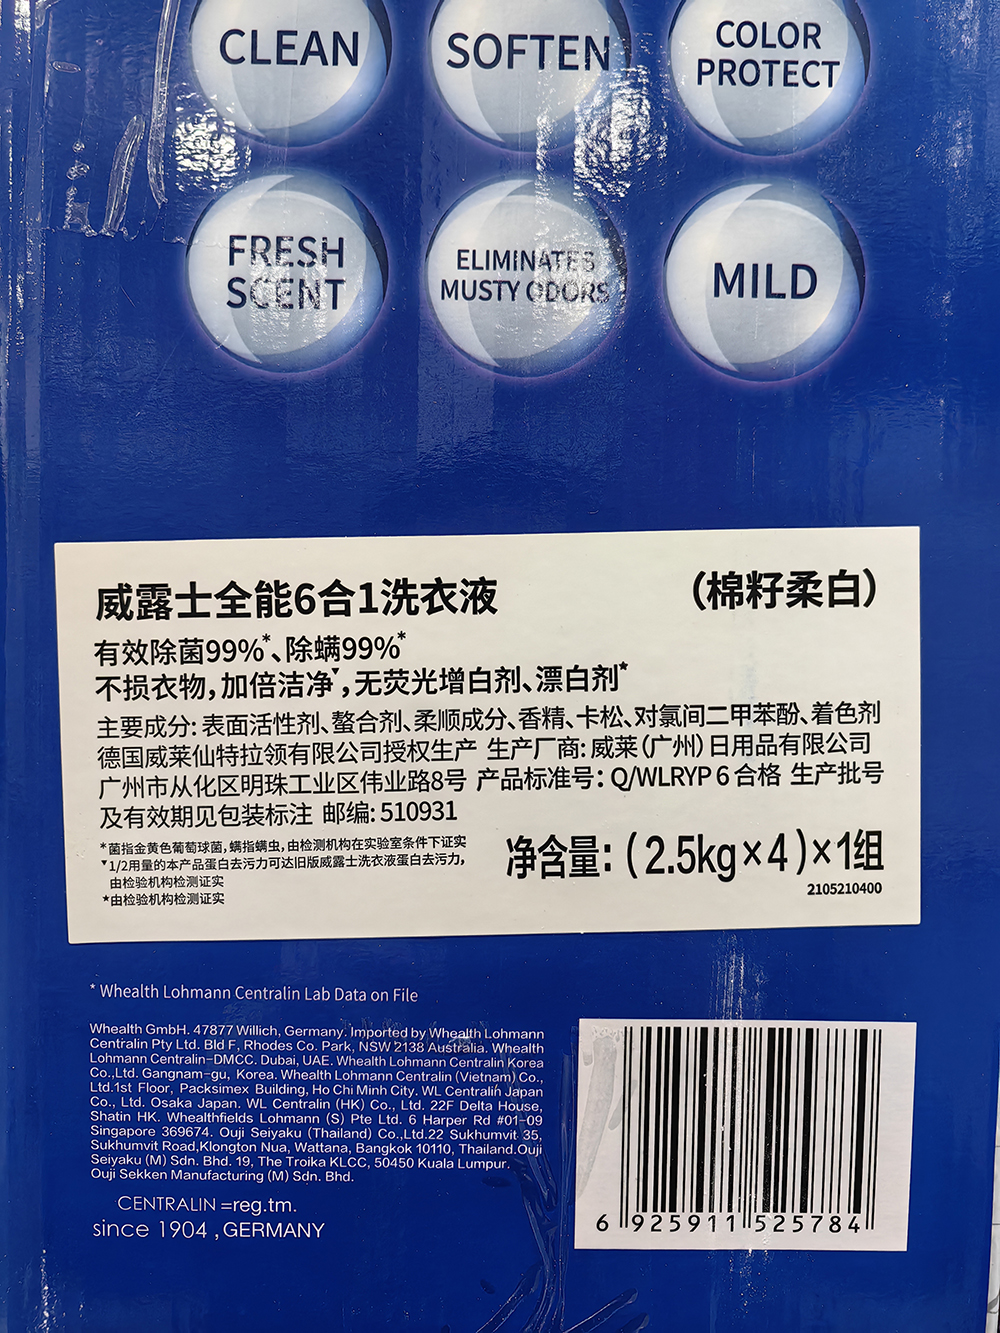 CLEAN
SOFTEN
COLOR
PROTECT
FRESH
SCENT
ELIMINATES
MUSTY ODORS
MILD
威露士全能6合1洗衣液 （棉籽柔白）
有效除菌99%*、除螨99%*
不损衣物，加倍洁净▼，无荧光增白剂、漂白剂★
主要成分：表面活性剂、螯合剂、柔顺成分、香精、卡松、对氯间二甲苯酚、着色剂
德国威莱仙特拉领有限公司授权生产 生产厂商：威莱（广州）日用品有限公司
广州市从化区明珠工业区伟业路8号 产品标准号：Q/WLRYP 6 合格 生产批号
及有效期见包装标注 邮编：510931
*菌指金黄色葡萄球菌，螨指螨虫，由检测机构在实验室条件下证实
▼1/2用量的本产品蛋白去污力可达旧版威露士洗衣液蛋白去污力，
由检验机构检测证实
★由检验机构检测证实
净含量：（2.5kg×4）×1组
2105210400
* Whealth Lohmann Centralin Lab Data on File
Whealth GmbH. 47877 Willich, Germany. Imported by Whealth Lohmann
Centralin Pty Ltd. Bld F, Rhodes Co. Park, NSW 2138 Australia. Whealth
Lohmann Centralin-DMCC. Dubai, UAE. Whealth Lohmann Centralin Korea
Co.,Ltd. Gangnam-gu, Korea. Whealth Lohmann Centralin (Vietnam) Co.,
Ltd.1st Floor, Packsimex Building, Ho Chi Minh City. WL Centralin Japan
Co., Ltd. Osaka Japan. WL Centralin (HK) Co., Ltd. 22F Delta House,
Shatin HK. Whealthfields Lohmann (S) Pte Ltd. 6 Harper Rd #01-09
Singapore 369674. Ouji Seiyaku (Thailand) Co.,Ltd.22 Sukhumvit 35,
Sukhumvit Road,Klongton Nua, Wattana, Bangkok 10110, Thailand.Ouji
Seiyaku (M) Sdn. Bhd. 19, The Troika KLCC, 50450 Kuala Lumpur.
Ouji Sekken Manufacturing (M) Sdn. Bhd.
CENTRALIN =reg.tm.
since 1904 , GERMANY
6 925911 525784